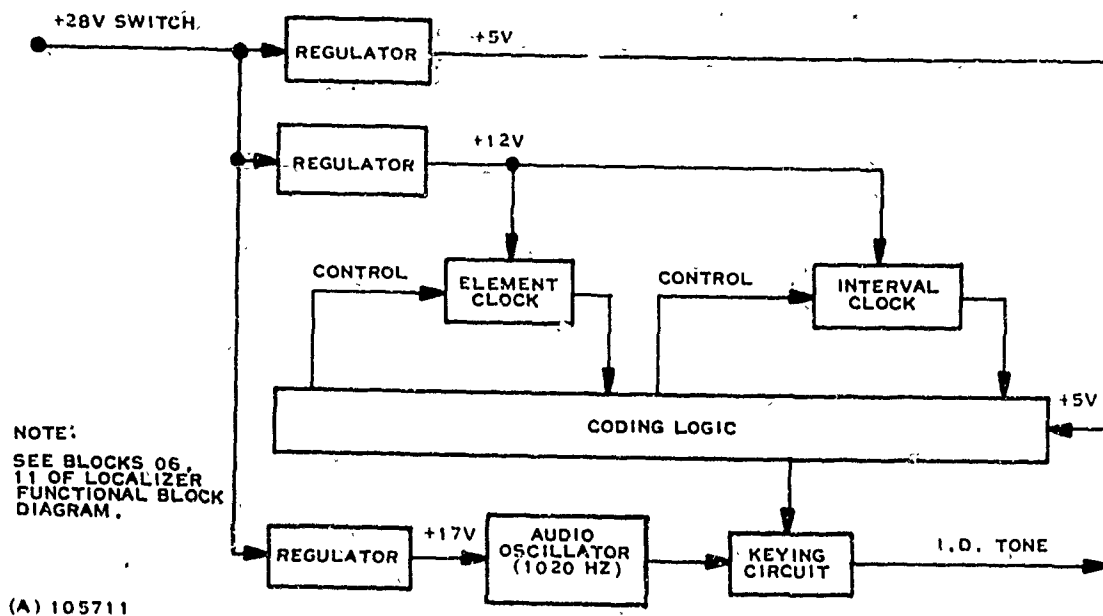 +28V SWITCH
REGULATOR
+5V
REGULATOR
+12V
CONTROL
ELEMENT
CLOCK
CONTROL
INTERVAL
CLOCK
CODING LOGIC
+5V
NOTE:
SEE BLOCKS 06,
11 OF LOCALIZER
FUNCTIONAL BLOCK
DIAGRAM.
REGULATOR
+17V
AUDIO
OSCILLATOR
(1020 HZ)
KEYING
CIRCUIT
I.D. TONE
(A) 105711